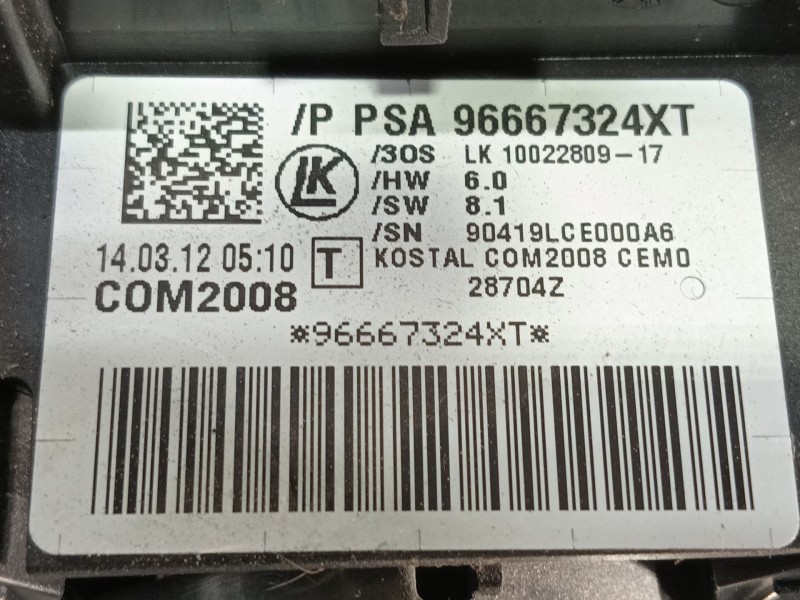 /P PSA 96667324XT
/3OS LK 10022809-17
LK
/HW 6.0
/SW 8.1
/SN 90419LCE000A6
14.03.12 05:10 T KOSTAL COM2008 CEM0
COM2008 28704Z
*96667324XT*